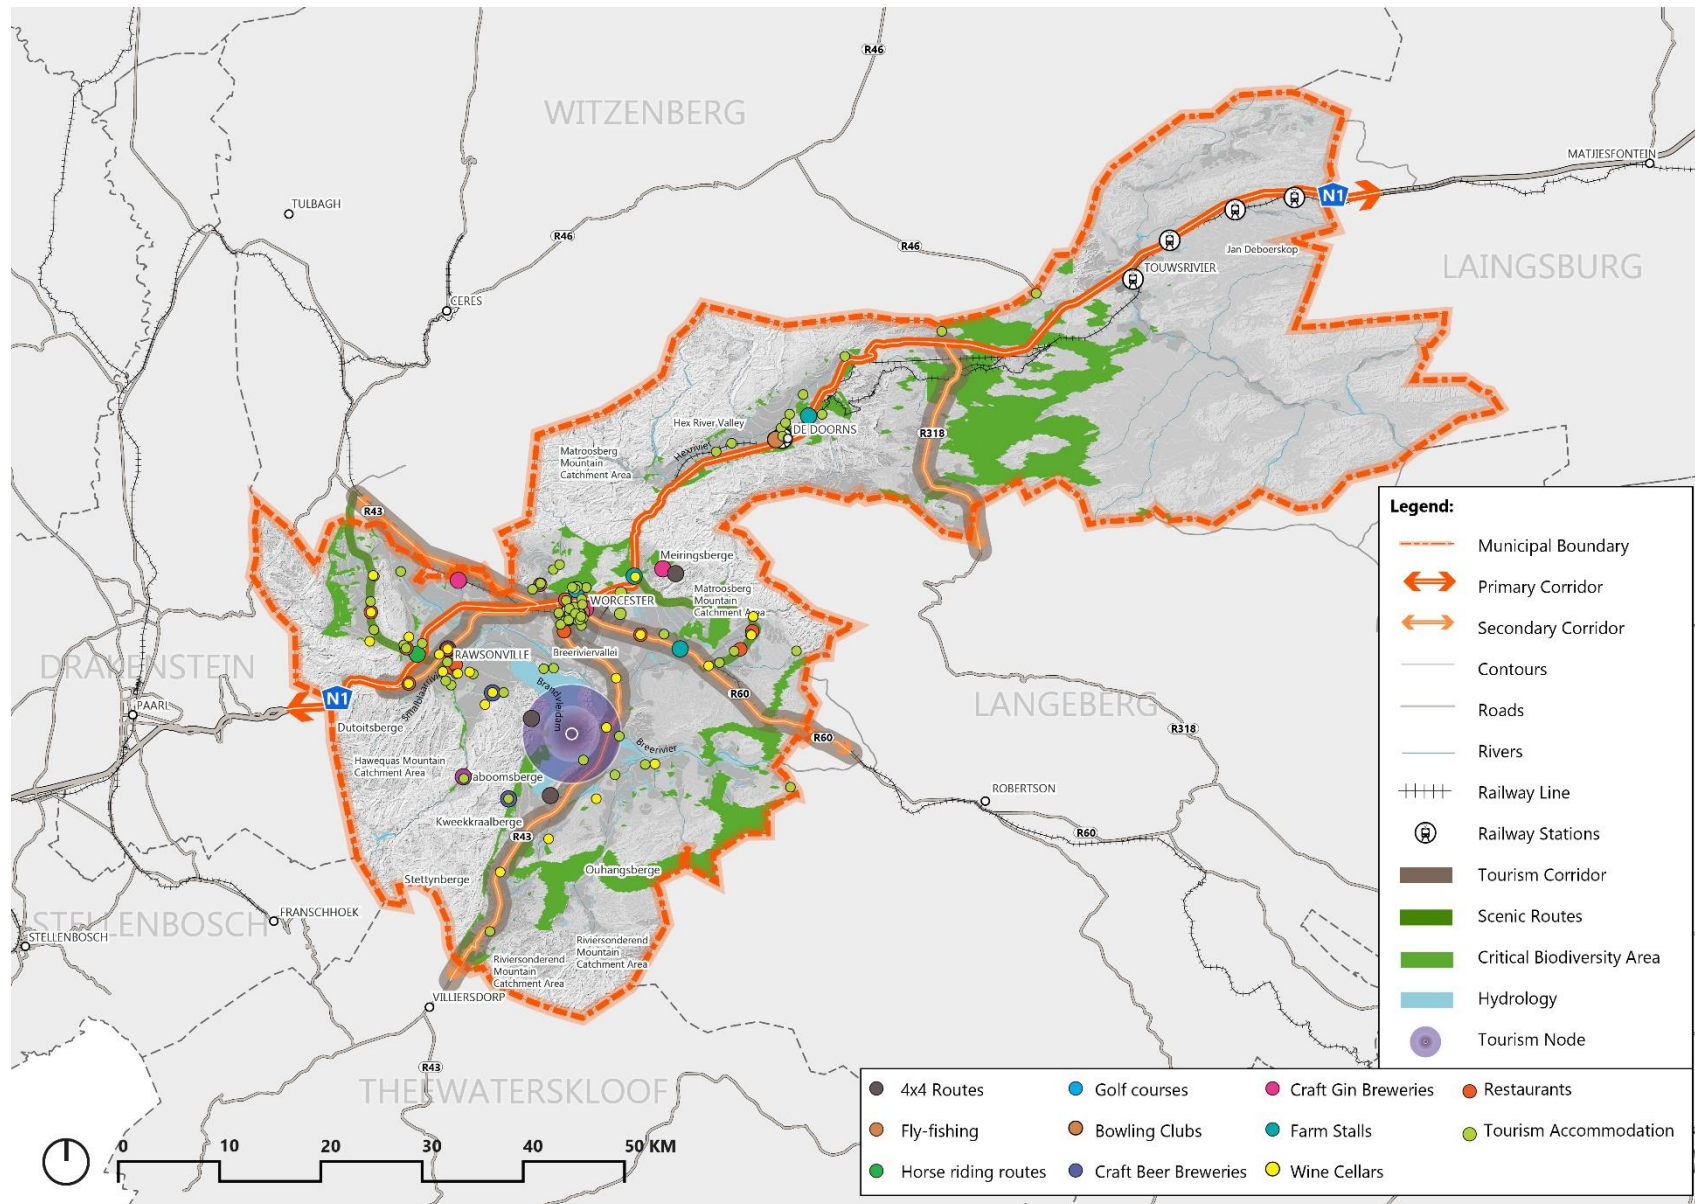 R46
WITZENBERG
MATJIESFONTEIN
N1
TULBAGH
R46
R46
Jan Deboerskop
TOUWSRIVIER
LAINGSBURG
CERES
Hex River Valley
DE DOORNS
R318
Hexrivier
Matroosberg
Mountain
Catchment Area
R43
Meiringsberge
Matroosberg
Mountain
Catchment Area
WORCESTER
Breeriviervallei
DRAKENSTEIN
RAWSONVILLE
N1
PAARL
Smalblaarrivier
Brandvleidam
R60
LANGEBERG
R318
Dutoitsberge
R60
Breerivier
Hawequas Mountain
Catchment Area
aboomsberge
ROBERTSON
Kweekkraalberge
R43
R60
Ouhangsberge
Stettynberge
FRANSCHHOEK
STELLENBOSCH
STELLENBOSCH
Riviersonderend
Mountain
Catchment Area
Riviersonderend
Mountain
Catchment Area
VILLIERSDORP
R43
THEEWATERSKLOOF
0 10 20 30 40 50 KM
Legend:
Municipal Boundary
Primary Corridor
Secondary Corridor
Contours
Roads
Rivers
Railway Line
Railway Stations
Tourism Corridor
Scenic Routes
Critical Biodiversity Area
Hydrology
Tourism Node
4x4 Routes
Golf courses
Craft Gin Breweries
Restaurants
Fly-fishing
Bowling Clubs
Farm Stalls
Tourism Accommodation
Horse riding routes
Craft Beer Breweries
Wine Cellars